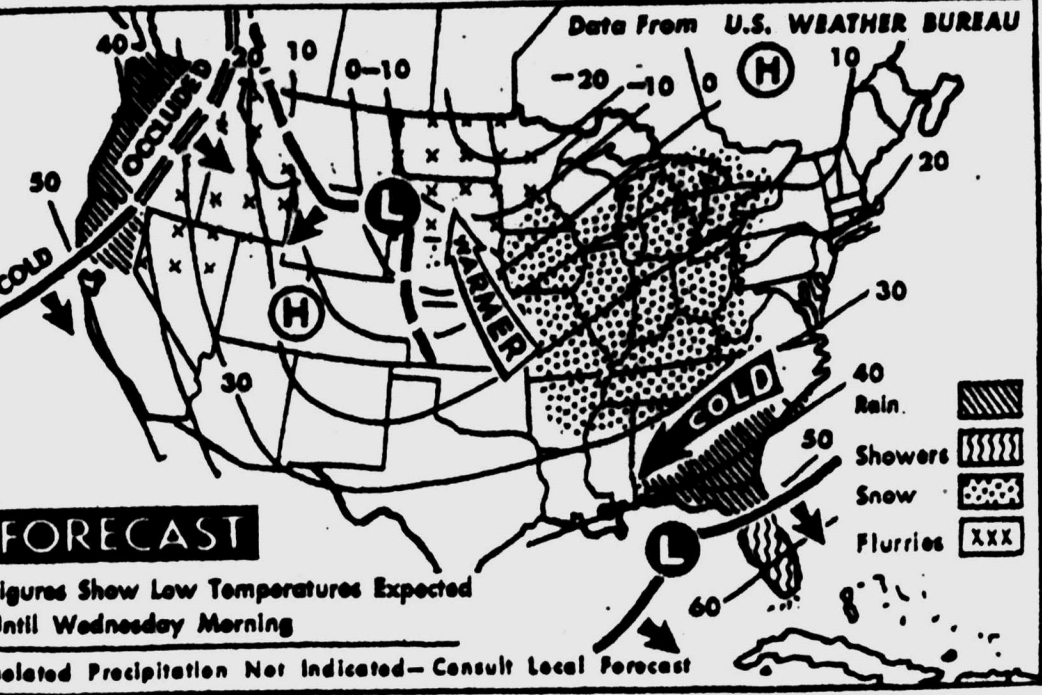 Data From U.S. WEATHER BUREAU
40
20
10
0-10
-20
-10
0
H
10
OCCLUDED
20
50
L
WARMER
COLD
H
30
30
COLD
40
Rain
50
Showers
Snow
L
Flurries
XXX
60
FORECAST
igures Show Low Temperatures Expected
Until Wednesday Morning
solated Precipitation Not Indicated—Consult Local Forecast